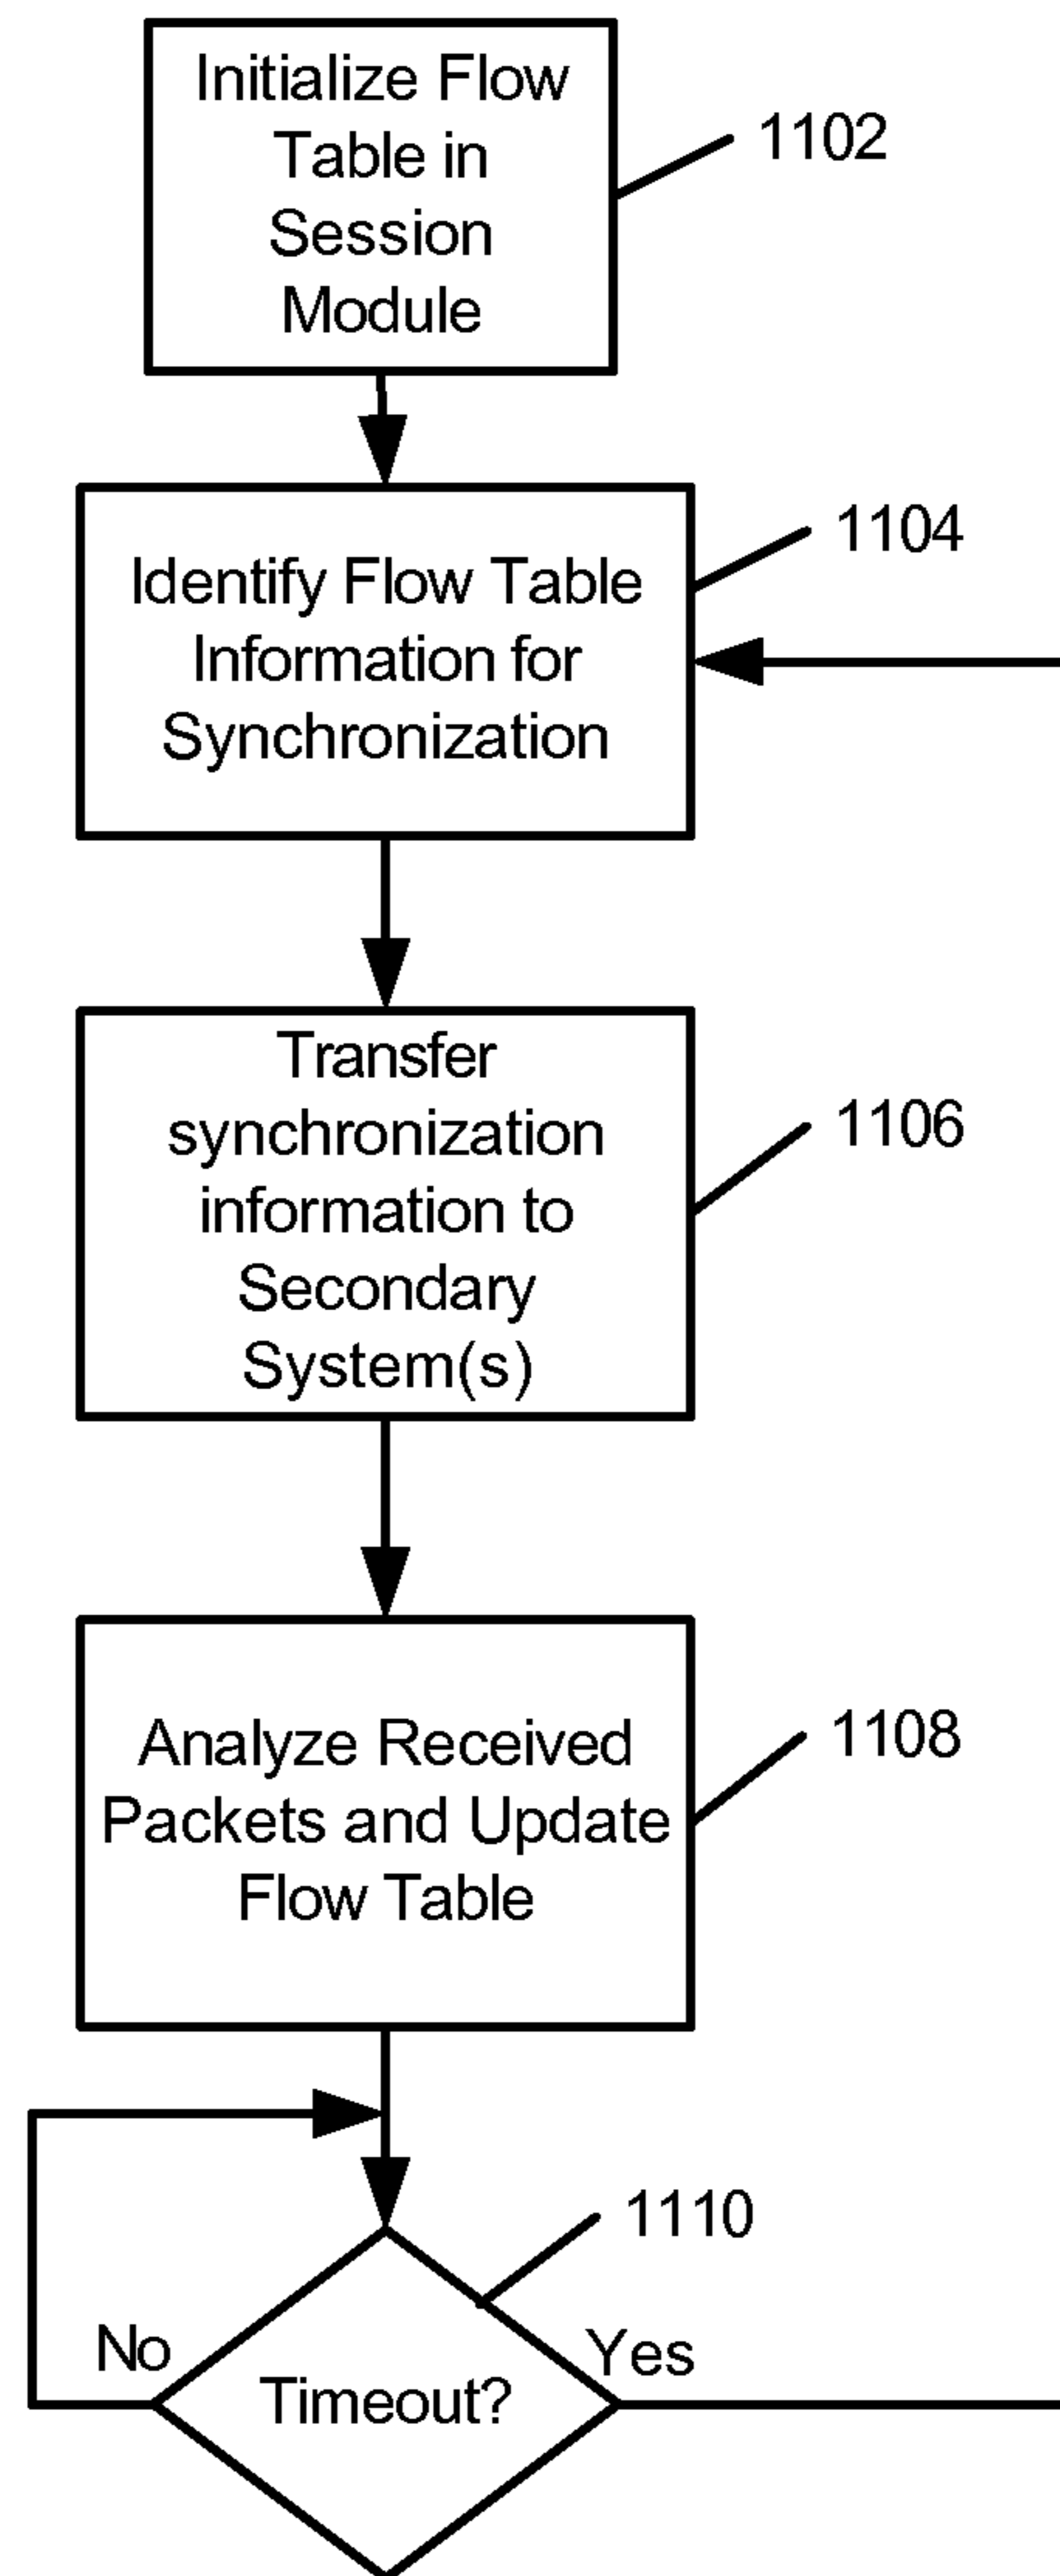 Initialize Flow
Table in
Session
Module
1102
1104
Identify Flow Table
Information for
Synchronization
Transfer
synchronization
information to
Secondary
System(s)
1106
Analyze Received
Packets and Update
Flow Table
1108
1110
No
Yes
Timeout?